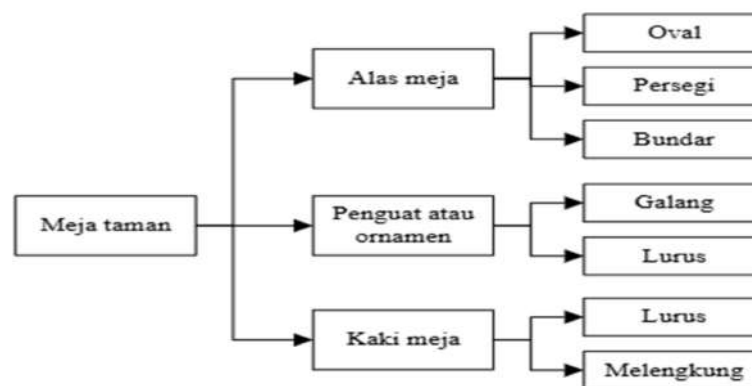 Oval
Alas meja
Persegi
Bundar
Meja taman
Penguat atau
ornamen
Galang
Lurus
Kaki meja
Lurus
Melengkung